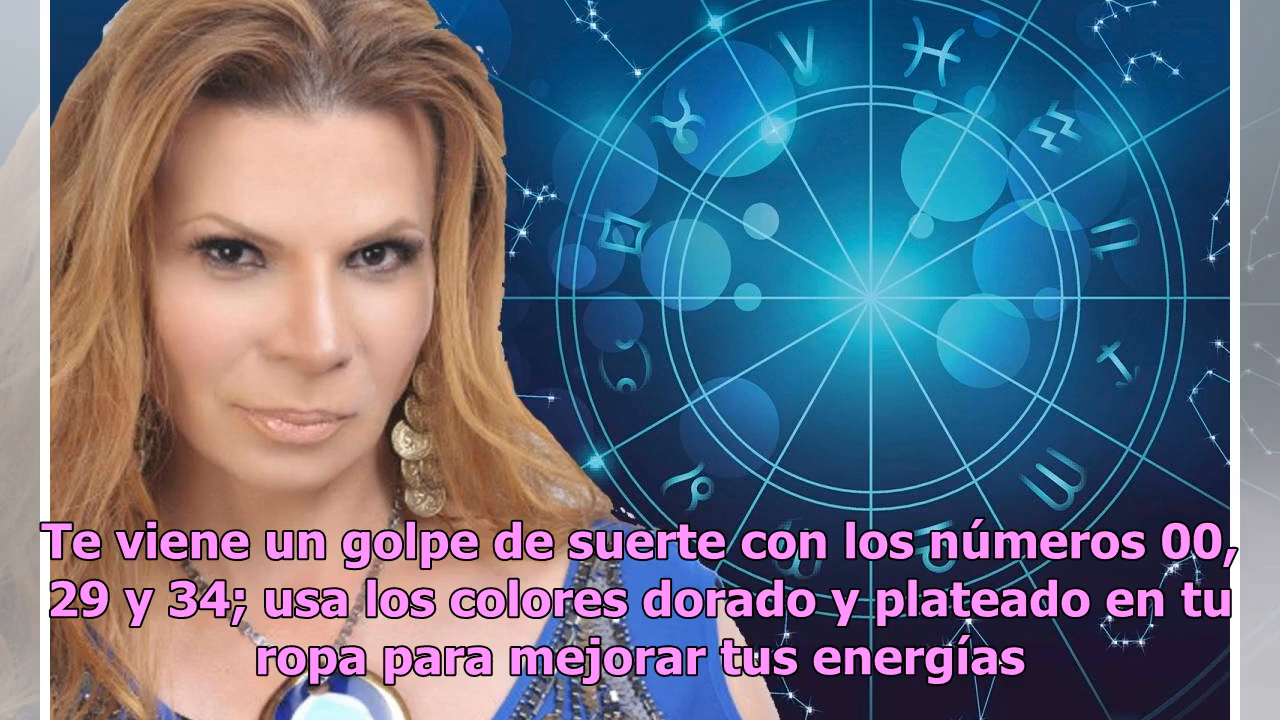 Te viene un golpe de suerte con los números 00,
29 y 34; usa los colores dorado y plateado en tu
ropa para mejorar tus energías